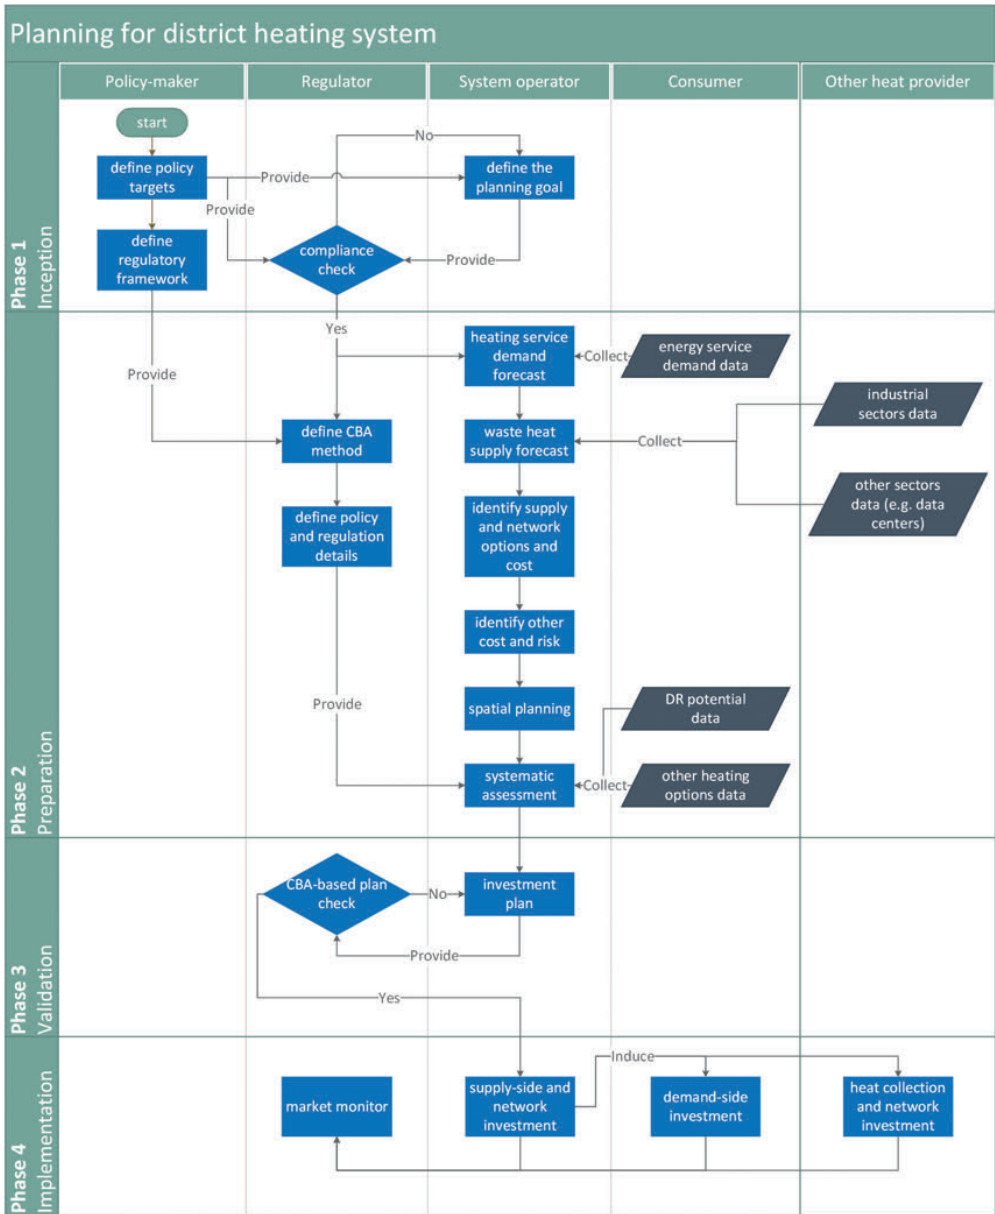 Planning for district heating system
Policy-maker
Regulator
System operator
Consumer
Other heat provider
Phase 1
Inception
start
No
define policy
targets
Provide
define the
planning goal
Provide
define
regulatory
framework
compliance
check
Provide
Phase 2
Preparation
Yes
heating service
demand
forecast
Collect
energy service
demand data
Provide
industrial
sectors data
define CBA
method
waste heat
supply forecast
Collect
other sectors
data (e.g. data
centers)
define policy
and regulation
details
identify supply
and network
options and
cost
identify other
cost and risk
Provide
spatial planning
DR potential
data
systematic
assessment
Collect
other heating
options data
Phase 3
Validation
CBA-based plan
check
No
investment
plan
Provide
Yes
Phase 4
Implementation
Induce
market monitor
supply-side and
network
investment
demand-side
investment
heat collection
and network
investment